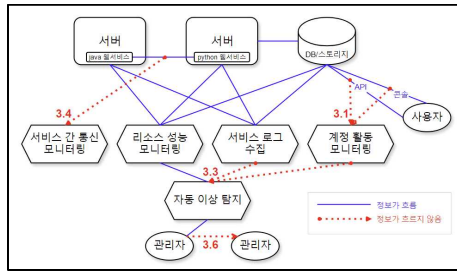 서버
java 웹서비스
서버
python 웹서비스
DB/스토리지
API
콘솔
사용자
3.4
3.1
서비스 간 통신
모니터링
리소스 성능
모니터링
서비스 로그
수집
계정 활동
모니터링
3.3
자동 이상 탐지
정보가 흐름
정보가 흐르지 않음
관리자
3.6
관리자